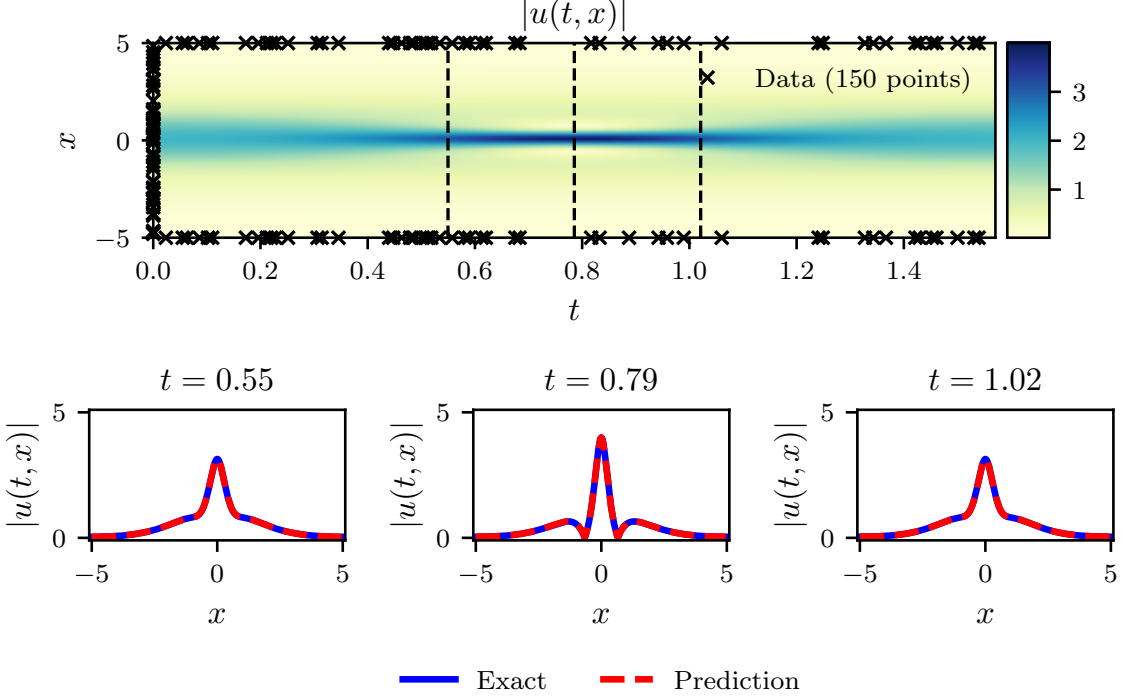 |u(t, x)|
5
0
−5
x
Data (150 points)
3
2
1
0.0 0.2 0.4 0.6 0.8 1.0 1.2 1.4
t
t = 0.55 t = 0.79 t = 1.02
|u(t, x)| |u(t, x)| |u(t, x)|
5 5 5
0 0 0
−5 0 5 −5 0 5 −5 0 5
x x x
Exact Prediction